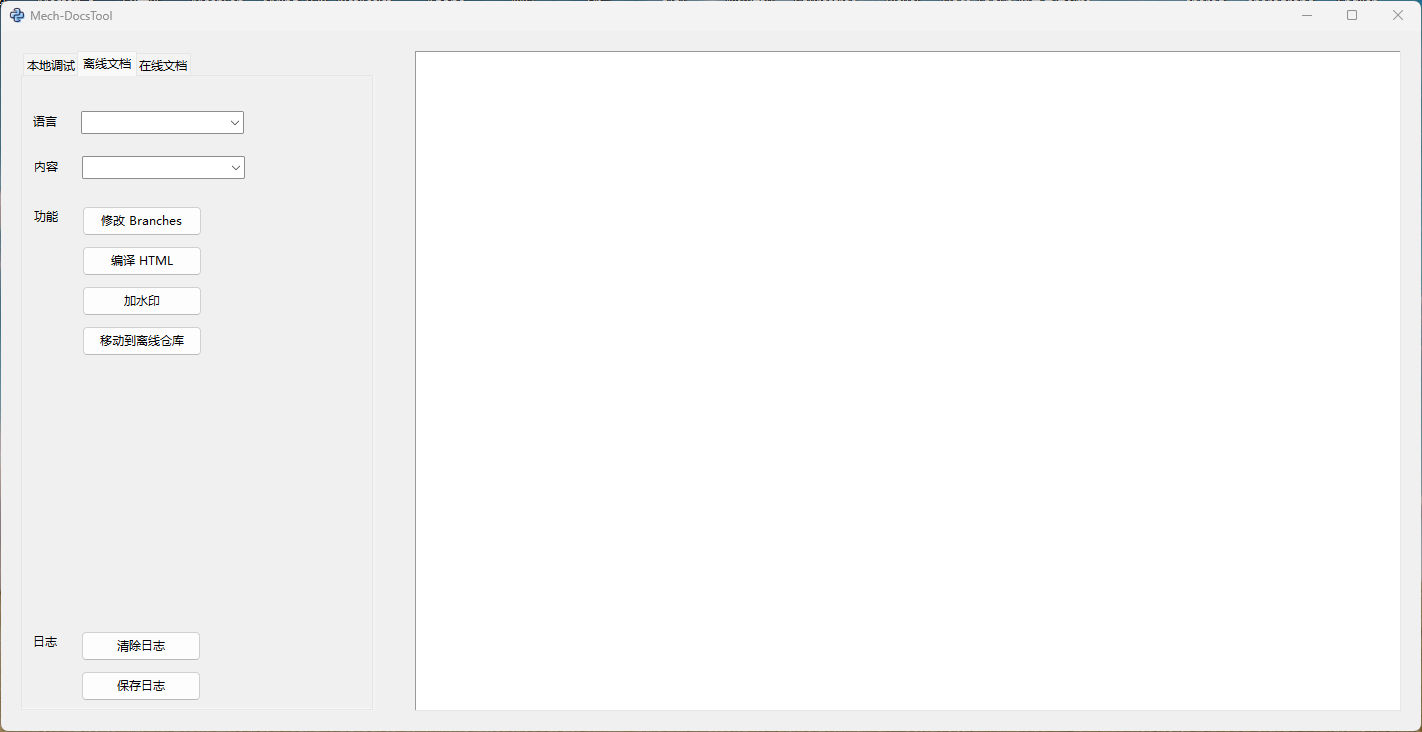 Mech-DocsTool
本地调试 离线文档 在线文档
语言
内容
功能
修改 Branches
编译 HTML
加水印
移动到离线仓库
日志
清除日志
保存日志